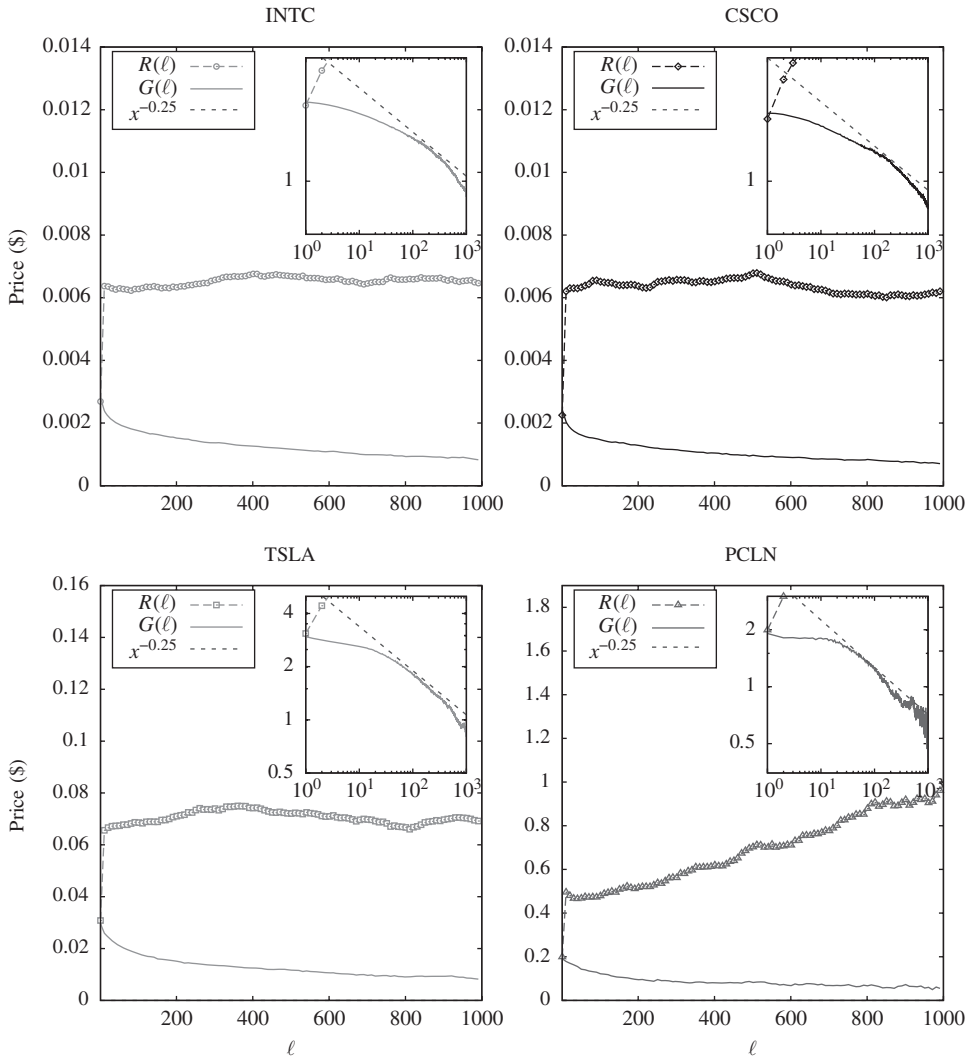 INTC
0.014
0.012
0.01
0.008
0.006
0.004
0.002
0
Price ($)
R(ℓ)
G(ℓ)
x^−0.25
1
10^0 10^1 10^2 10^3
200 400 600 800 1000
CSCO
0.014
0.012
0.01
0.008
0.006
0.004
0.002
0
R(ℓ)
G(ℓ)
x^−0.25
1
10^0 10^1 10^2 10^3
200 400 600 800 1000
TSLA
0.16
0.14
0.12
0.1
0.08
0.06
0.04
0.02
0
Price ($)
R(ℓ)
G(ℓ)
x^−0.25
4
2
1
0.5
10^0 10^1 10^2 10^3
200 400 600 800 1000
ℓ
PCLN
1.8
1.6
1.4
1.2
1
0.8
0.6
0.4
0.2
0
R(ℓ)
G(ℓ)
x^−0.25
2
1
0.5
10^0 10^1 10^2 10^3
200 400 600 800 1000
ℓ